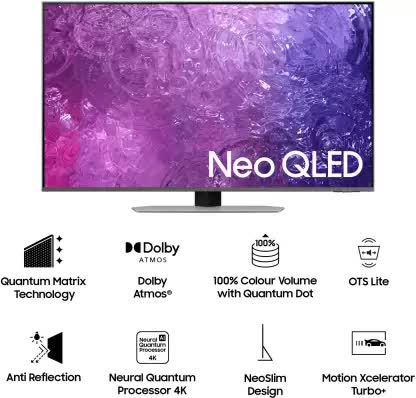 Neo QLED
Dolby
ATMOS
100%
Quantum Matrix
Technology
Dolby
Atmos®
100% Colour Volume
with Quantum Dot
OTS Lite
Neural AI
Quantum
Processor
4K
Anti Reflection
Neural Quantum
Processor 4K
NeoSlim
Design
Motion Xcelerator
Turbo+